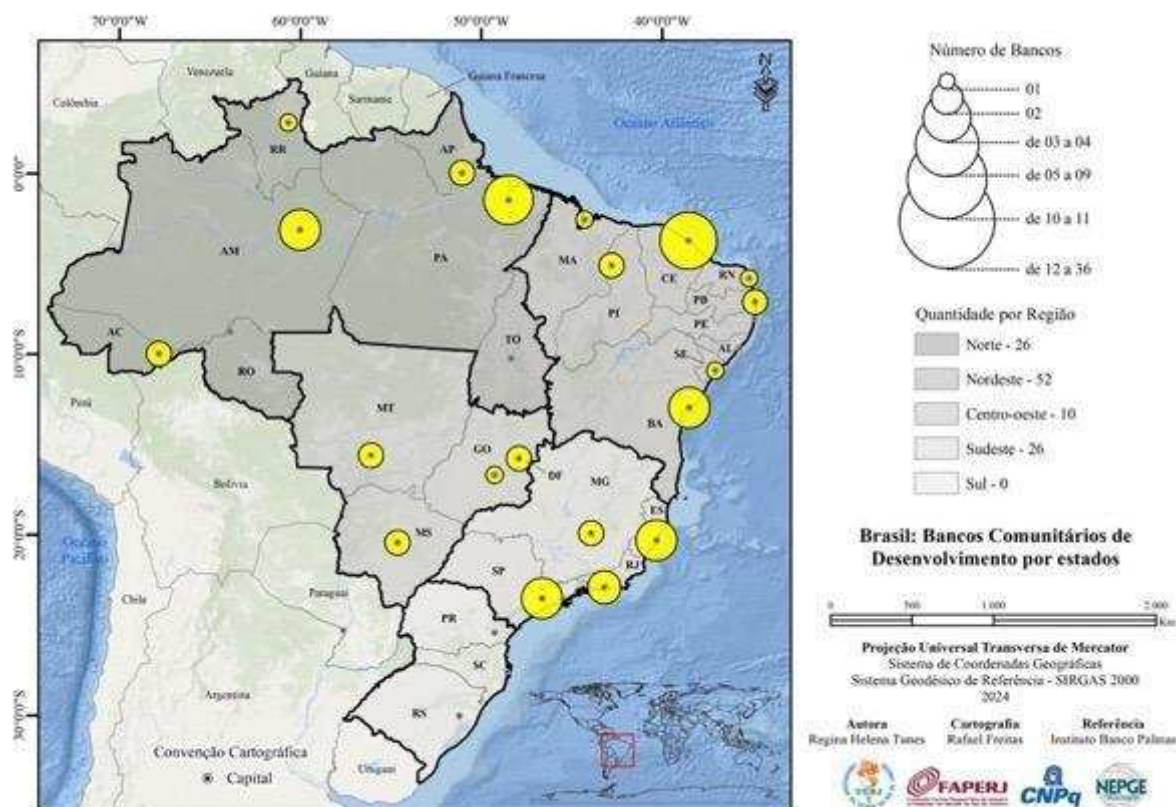 70°0'0"W
60°0'0"W
50°0'0"W
40°0'0"W
0°0'0"
10°0'0"S
20°0'0"S
30°0'0"S
Venezuela
Guiana
Guiana Francesa
Suriname
Colômbia
Oceano Atlântico
RR
AP
AM
PA
MA
CE
RN
PB
PI
PE
AC
TO
SE
AL
RO
BA
Peru
MT
GO
DF
MG
Bolívia
ES
MS
Oceano
Pacífico
SP
RJ
Paraguai
Chile
PR
SC
Argentina
RS
Uruguai
Convenção Cartográfica
Capital
Número de Bancos
01
02
de 03 a 04
de 05 a 09
de 10 a 11
de 12 a 36
Quantidade por Região
Norte - 26
Nordeste - 52
Centro-oeste - 10
Sudeste - 26
Sul - 0
Brasil: Bancos Comunitários de
Desenvolvimento por estados
0 500 1.000 2.000
Km
Projeção Universal Transversa de Mercator
Sistema de Coordenadas Geográficas
Sistema Geodésico de Referência - SIRGAS 2000
2024
Autora
Regina Helena Tunes
Cartografia
Rafael Freitas
Referência
Instituto Banco Palmas
UERJ
FAPERJ
CNPq
NEPGE